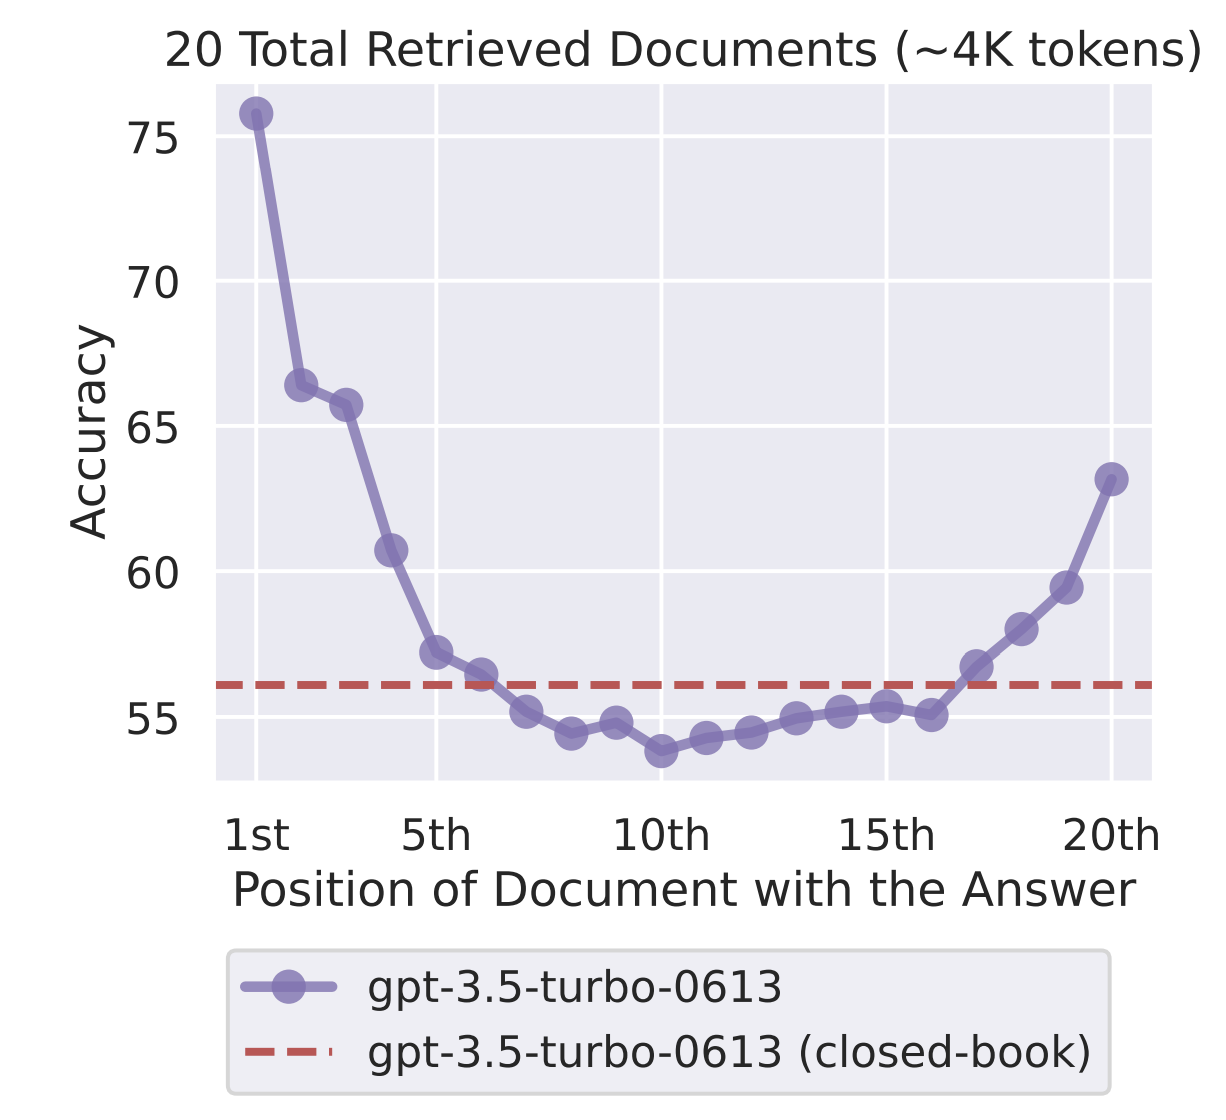 20 Total Retrieved Documents (~4K tokens)
75
70
65
60
55
Accuracy
1st 5th 10th 15th 20th
Position of Document with the Answer
gpt-3.5-turbo-0613
gpt-3.5-turbo-0613 (closed-book)